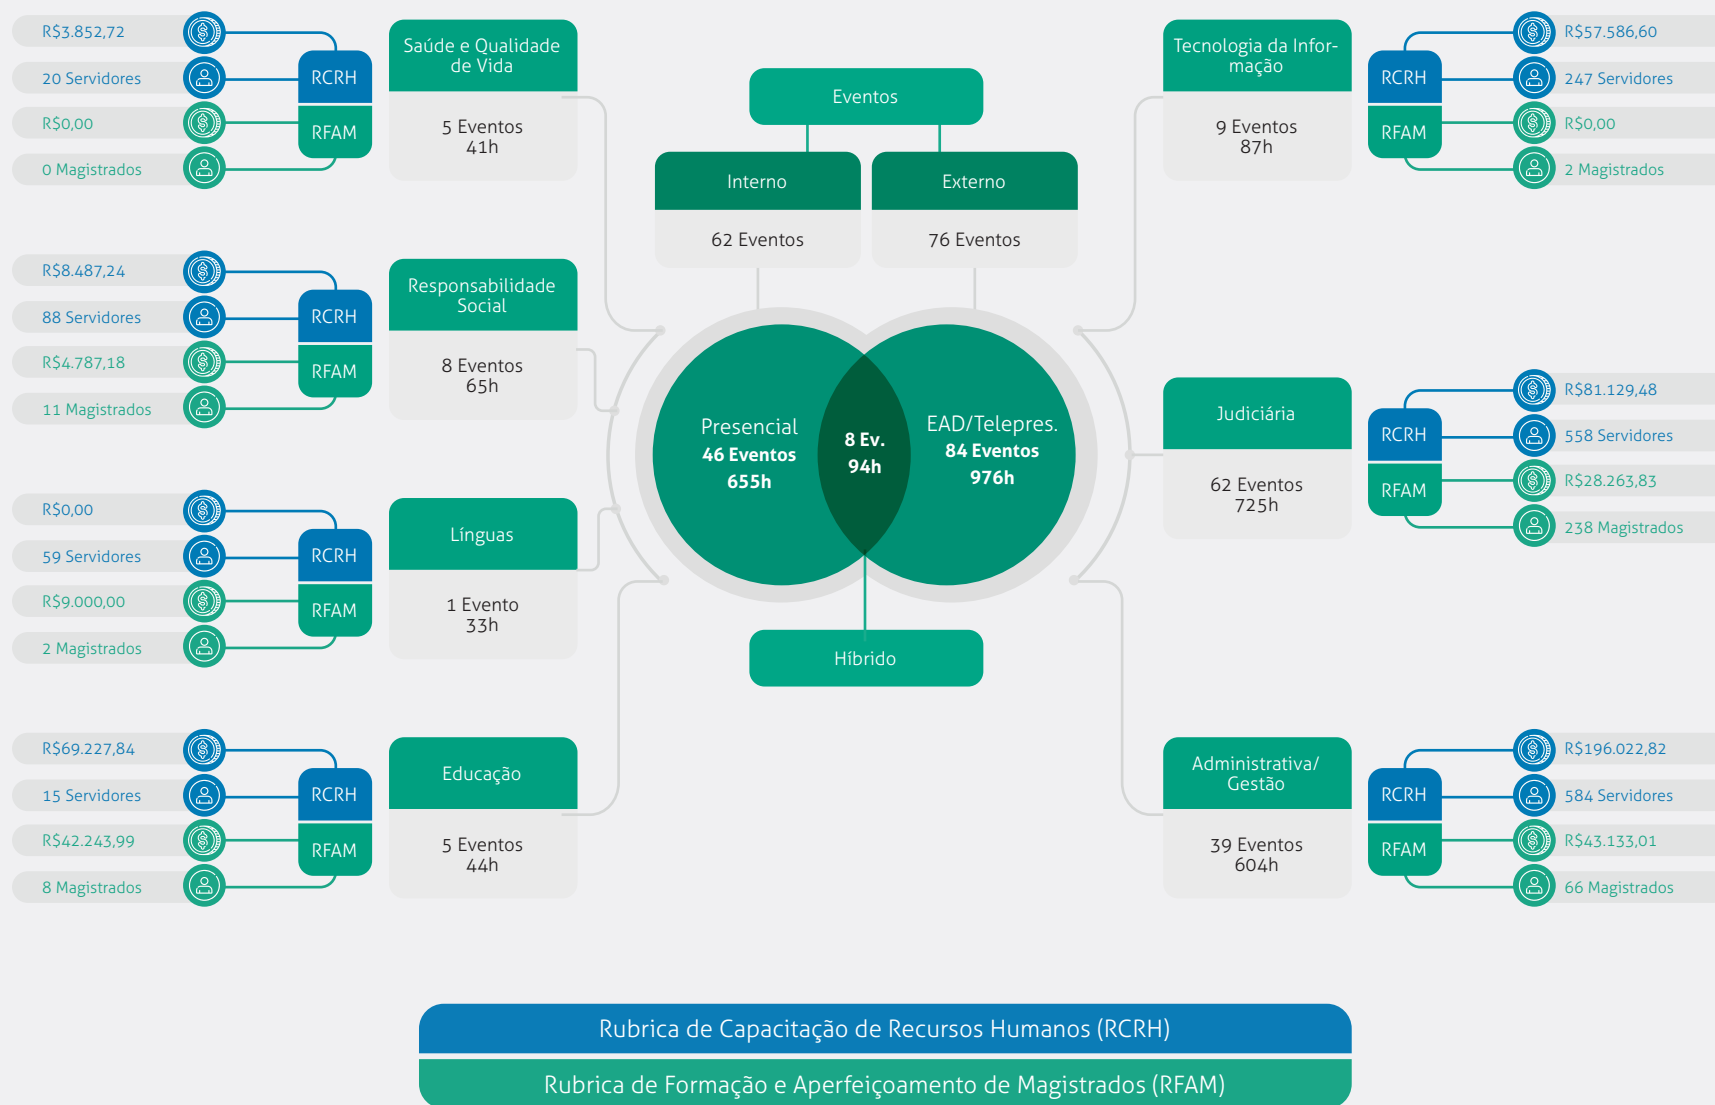 R$3.852,72
20 Servidores
R$0,00
0 Magistrados
RCRH
RFAM
Saúde e Qualidade
de Vida
5 Eventos
41h
R$8.487,24
88 Servidores
R$4.787,18
11 Magistrados
RCRH
RFAM
Responsabilidade
Social
8 Eventos
65h
R$0,00
59 Servidores
R$9.000,00
2 Magistrados
RCRH
RFAM
Línguas
1 Evento
33h
R$69.227,84
15 Servidores
R$42.243,99
8 Magistrados
RCRH
RFAM
Educação
5 Eventos
44h
Eventos
Interno
62 Eventos
Externo
76 Eventos
Presencial
46 Eventos
655h
8 Ev.
94h
EAD/Telepres.
84 Eventos
976h
Híbrido
Tecnologia da Infor-
mação
9 Eventos
87h
RCRH
RFAM
R$57.586,60
247 Servidores
R$0,00
2 Magistrados
Judiciária
62 Eventos
725h
RCRH
RFAM
R$81.129,48
558 Servidores
R$28.263,83
238 Magistrados
Administrativa/
Gestão
39 Eventos
604h
RCRH
RFAM
R$196.022,82
584 Servidores
R$43.133,01
66 Magistrados
Rubrica de Capacitação de Recursos Humanos (RCRH)
Rubrica de Formação e Aperfeiçoamento de Magistrados (RFAM)